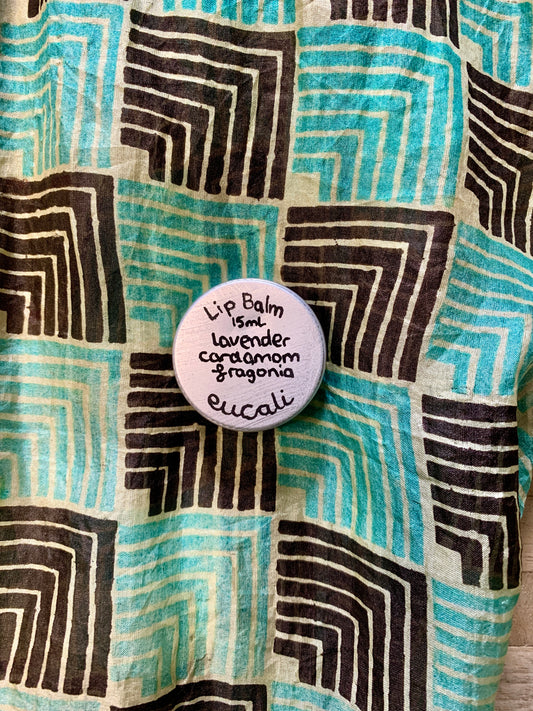 Lip Balm
15ml
lavender
cardamom
fragonia
eucali